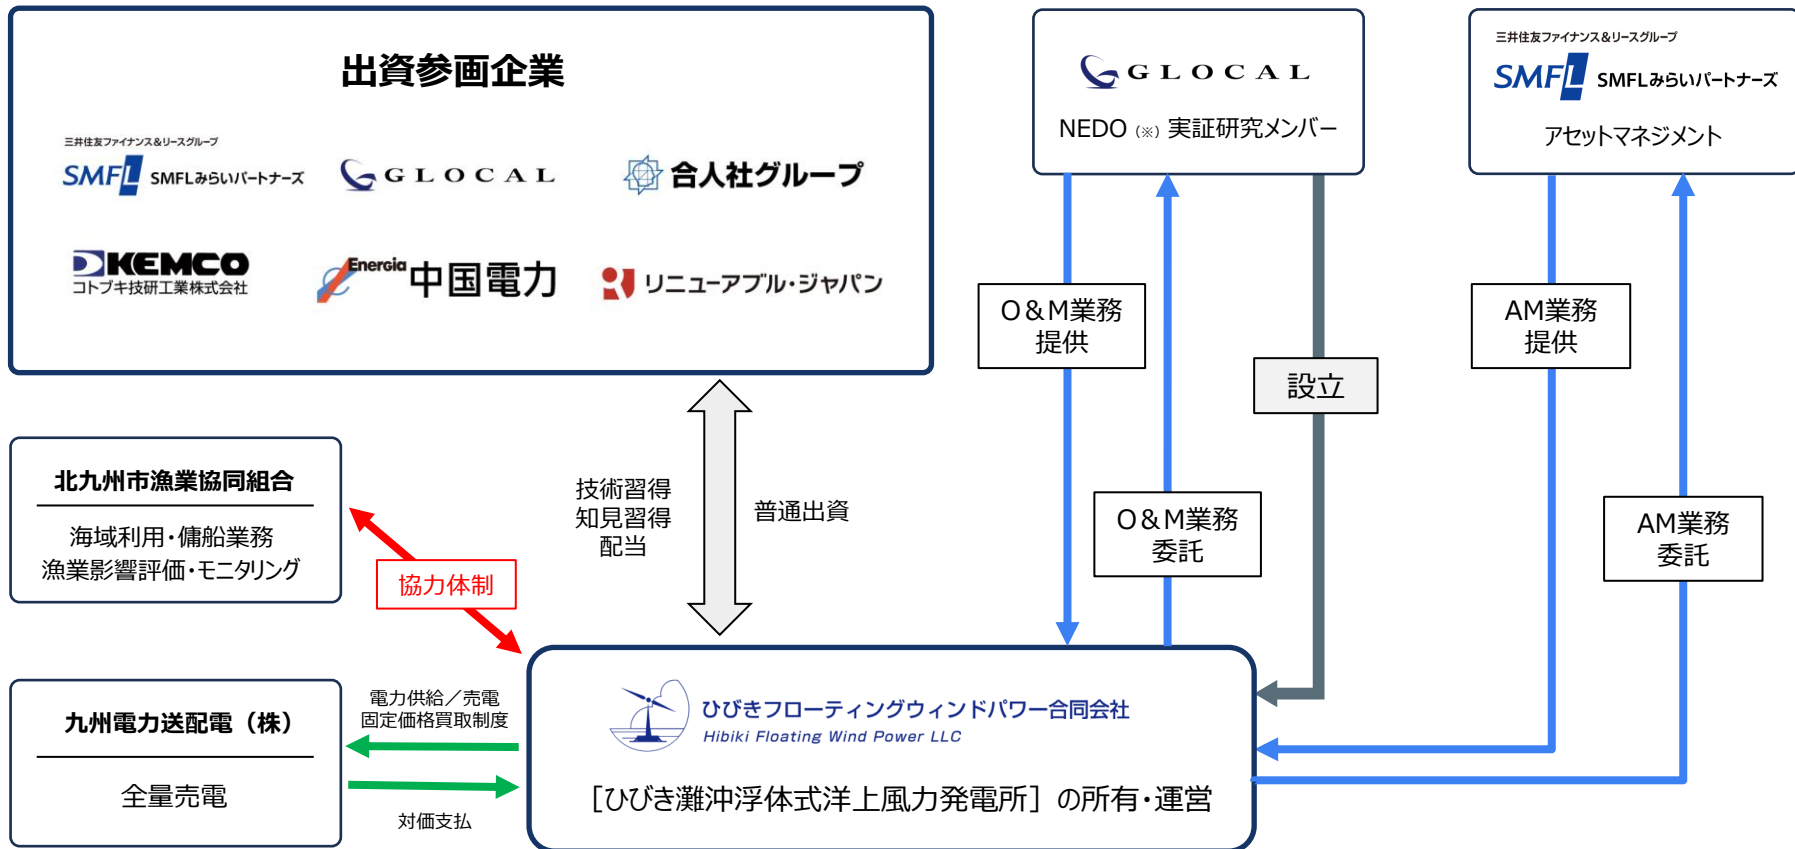 出資参画企業
三井住友ファイナンス&リースグループ
SMFL SMFLみらいパートナーズ
GLOCAL
合人社グループ
KEMCO
コトブキ技研工業株式会社
Energia 中国電力
リニューアブル・ジャパン
GLOCAL
NEDO (※) 実証研究メンバー
三井住友ファイナンス&リースグループ
SMFL SMFLみらいパートナーズ
アセットマネジメント
O&M業務
提供
設立
AM業務
提供
O&M業務
委託
AM業務
委託
技術習得
知見習得
配当
普通出資
北九州市漁業協同組合
海域利用・傭船業務
漁業影響評価・モニタリング
協力体制
九州電力送配電（株）
全量売電
電力供給／売電
固定価格買取制度
対価支払
ひびきフローティングウィンドパワー合同会社
Hibiki Floating Wind Power LLC
［ひびき灘沖浮体式洋上風力発電所］の所有・運営